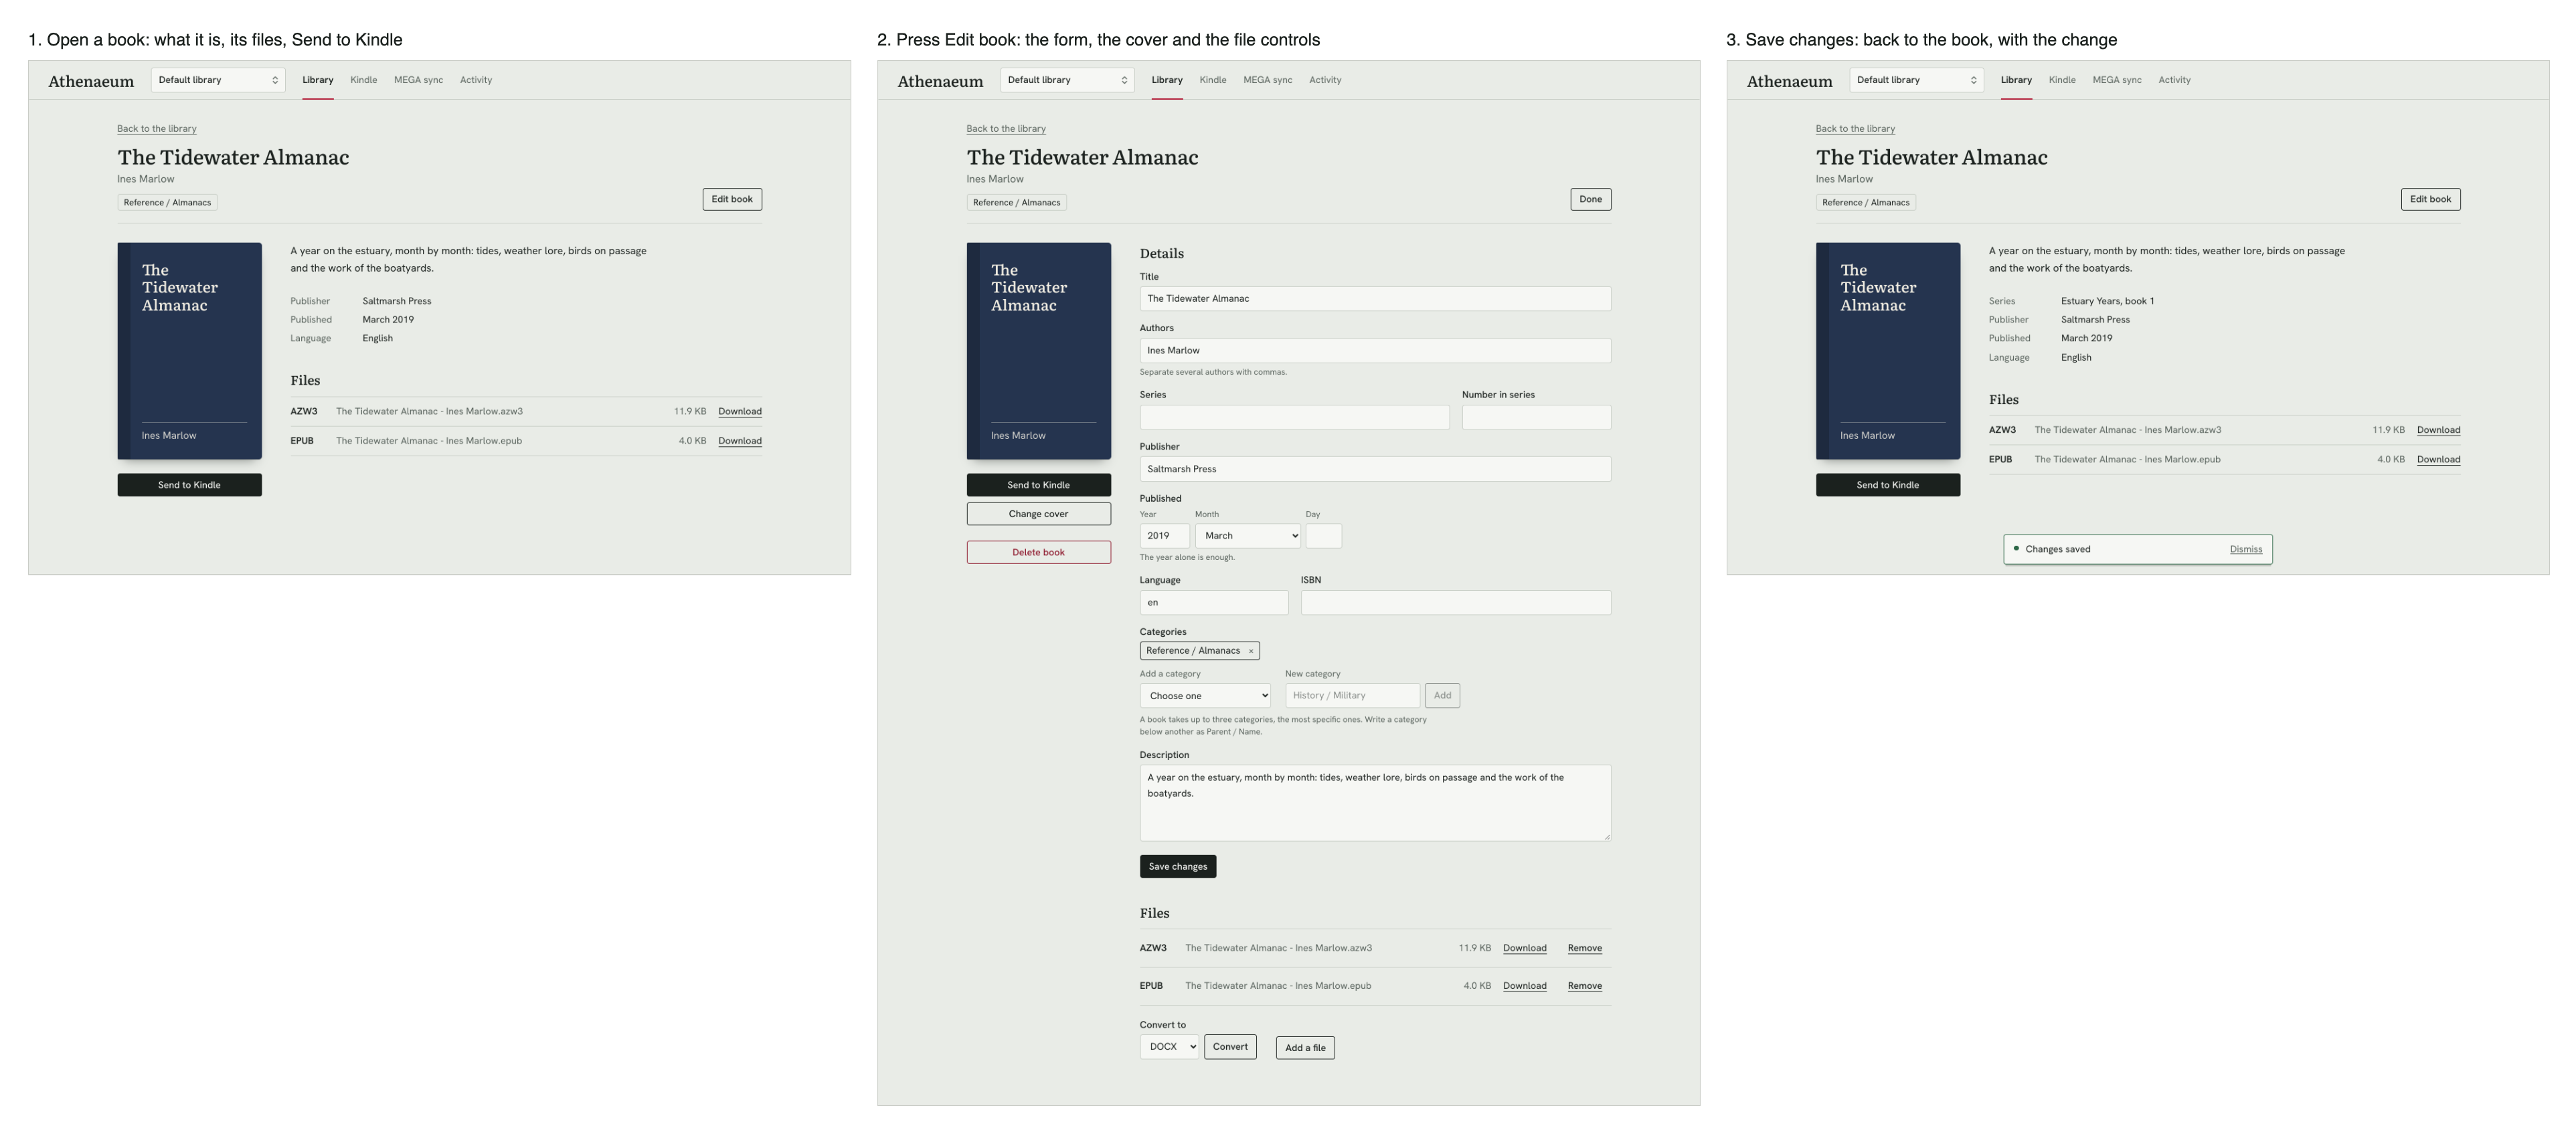 1. Open a book: what it is, its files, Send to Kindle
Athenaeum
Default library
Library
Kindle
MEGA sync
Activity
Back to the library
The Tidewater Almanac
Ines Marlow
Reference / Almanacs
Edit book
The
Tidewater
Almanac
Ines Marlow
Send to Kindle
A year on the estuary, month by month: tides, weather lore, birds on passage
and the work of the boatyards.
Publisher Saltmarsh Press
Published March 2019
Language English
Files
AZW3 The Tidewater Almanac - Ines Marlow.azw3 11.9 KB Download
EPUB The Tidewater Almanac - Ines Marlow.epub 4.0 KB Download
2. Press Edit book: the form, the cover and the file controls
Athenaeum
Default library
Library
Kindle
MEGA sync
Activity
Back to the library
The Tidewater Almanac
Ines Marlow
Reference / Almanacs
Done
The
Tidewater
Almanac
Ines Marlow
Send to Kindle
Change cover
Delete book
Details
Title
The Tidewater Almanac
Authors
Ines Marlow
Separate several authors with commas.
Series Number in series
Publisher
Saltmarsh Press
Published
Year Month Day
2019 March
The year alone is enough.
Language ISBN
en
Categories
Reference / Almanacs ×
Add a category New category
Choose one History / Military Add
A book takes up to three categories, the most specific ones. Write a category
below another as Parent / Name.
Description
A year on the estuary, month by month: tides, weather lore, birds on passage and the work of the
boatyards.
Save changes
Files
AZW3 The Tidewater Almanac - Ines Marlow.azw3 11.9 KB Download Remove
EPUB The Tidewater Almanac - Ines Marlow.epub 4.0 KB Download Remove
Convert to
DOCX Convert Add a file
3. Save changes: back to the book, with the change
Athenaeum
Default library
Library
Kindle
MEGA sync
Activity
Back to the library
The Tidewater Almanac
Ines Marlow
Reference / Almanacs
Edit book
The
Tidewater
Almanac
Ines Marlow
Send to Kindle
A year on the estuary, month by month: tides, weather lore, birds on passage
and the work of the boatyards.
Series Estuary Years, book 1
Publisher Saltmarsh Press
Published March 2019
Language English
Files
AZW3 The Tidewater Almanac - Ines Marlow.azw3 11.9 KB Download
EPUB The Tidewater Almanac - Ines Marlow.epub 4.0 KB Download
Changes saved Dismiss